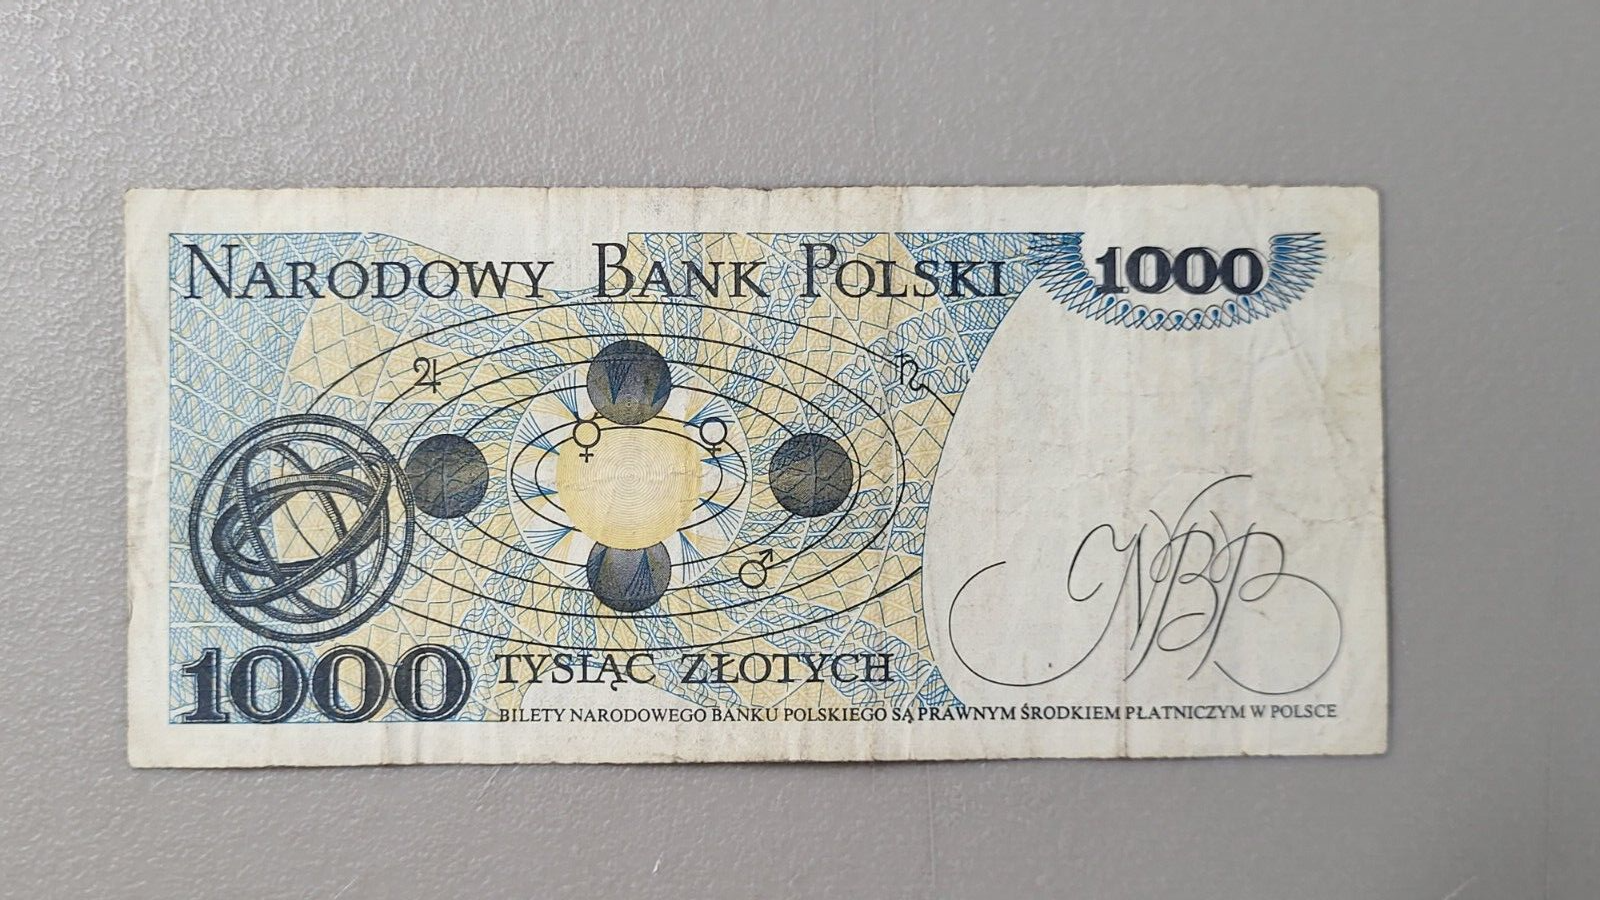 NARODOWY BANK POLSKI
1000
♃
♄
☿
♀
♂
NBP
1000
TYSIĄC ZŁOTYCH
BILETY NARODOWEGO BANKU POLSKIEGO SĄ PRAWNYM ŚRODKIEM PŁATNICZYM W POLSCE